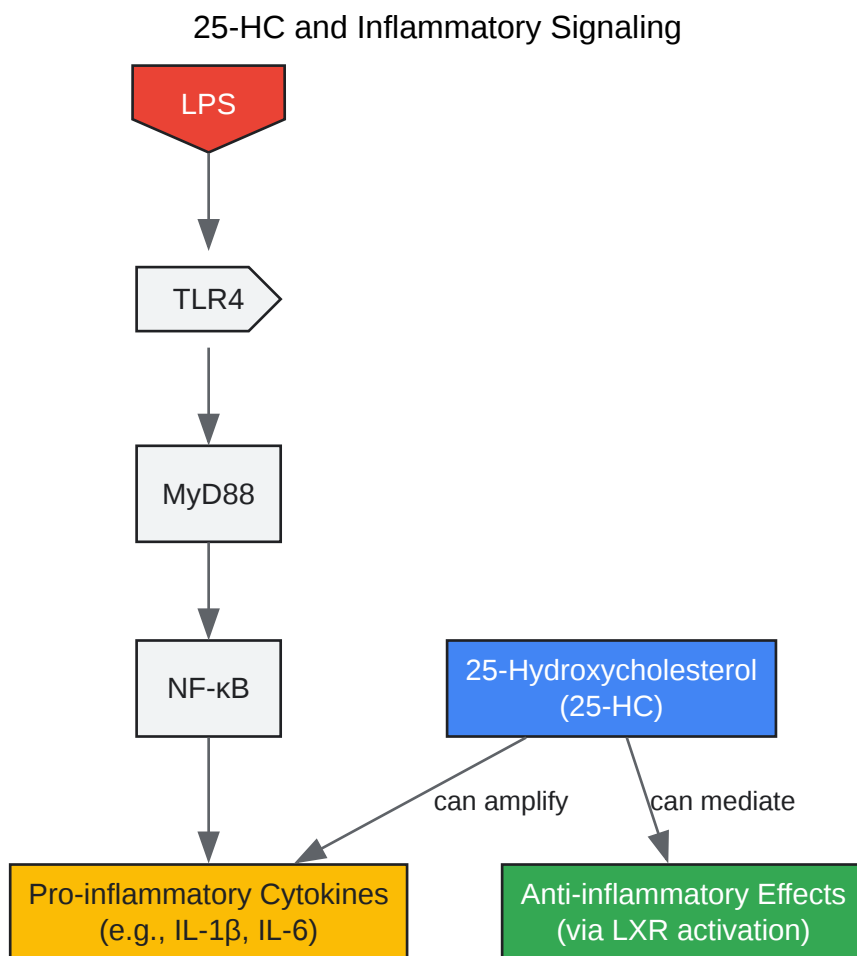 25-HC and Inflammatory Signaling
LPS
TLR4
MyD88
NF-κB
25-Hydroxycholesterol
(25-HC)
can amplify
can mediate
Pro-inflammatory Cytokines
(e.g., IL-1β, IL-6)
Anti-inflammatory Effects
(via LXR activation)